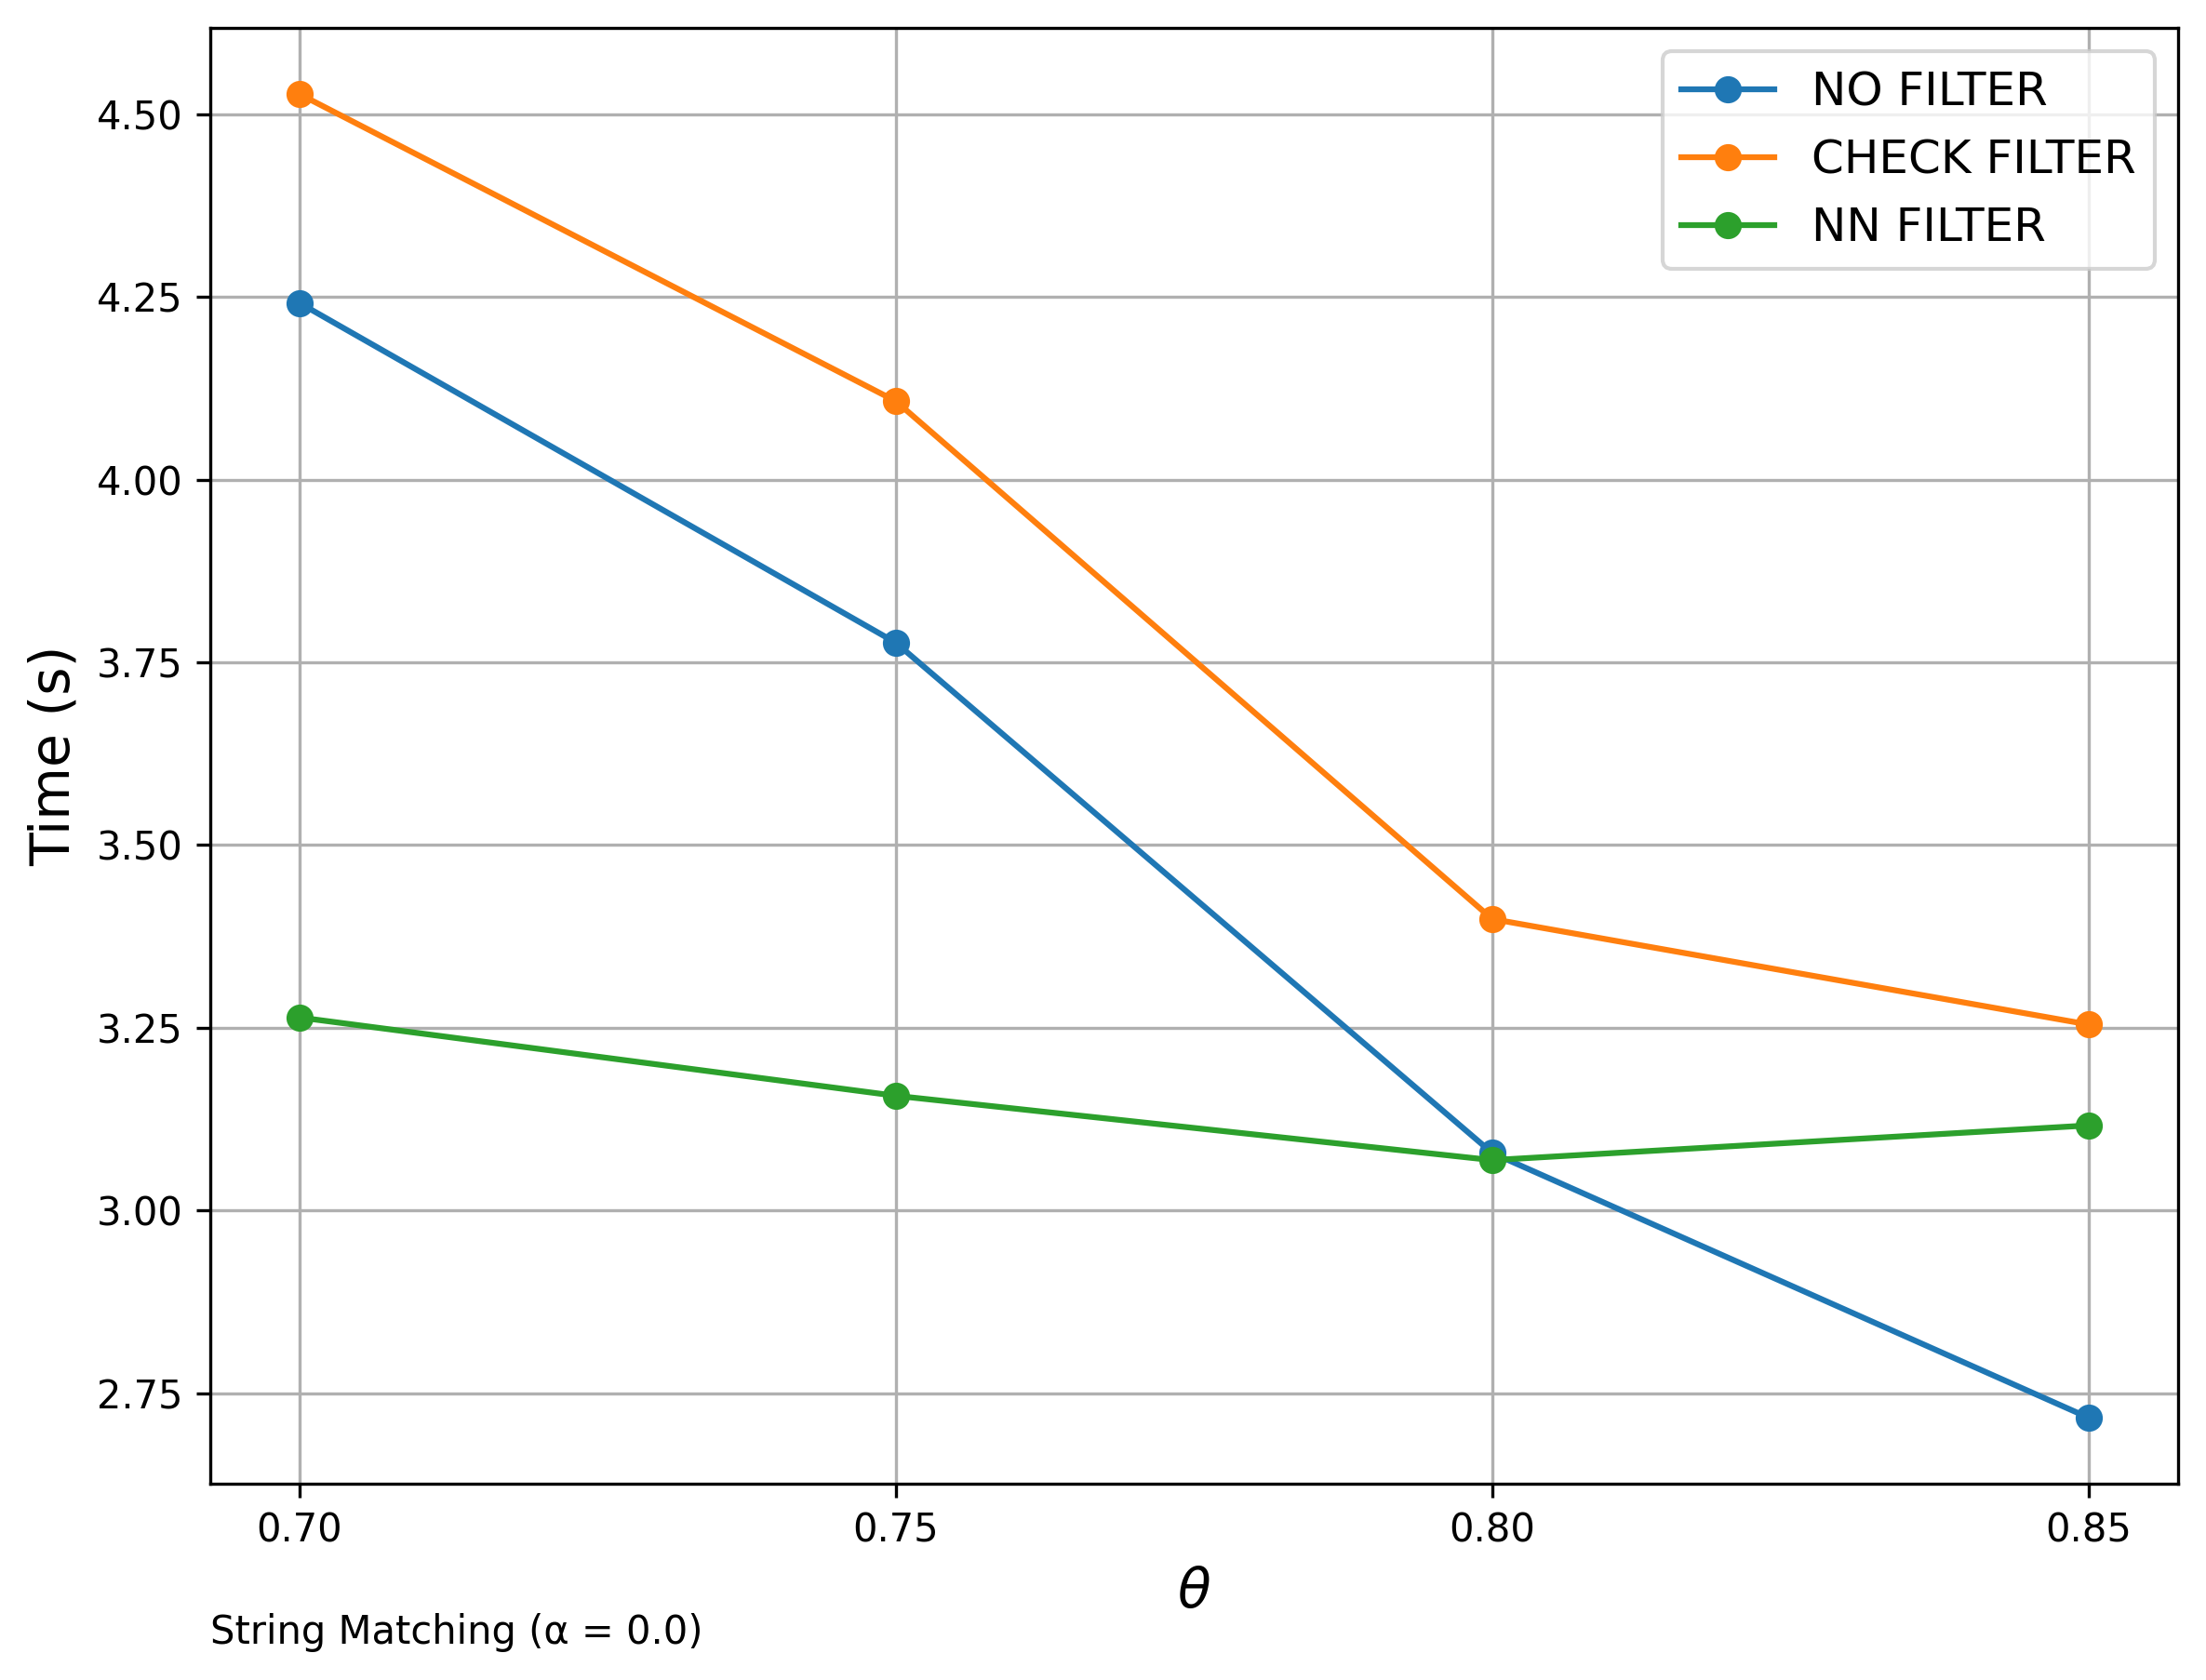 NO FILTER
CHECK FILTER
NN FILTER
Time (s)
4.50
4.25
4.00
3.75
3.50
3.25
3.00
2.75
0.70 0.75 0.80 0.85
θ
String Matching (α = 0.0)